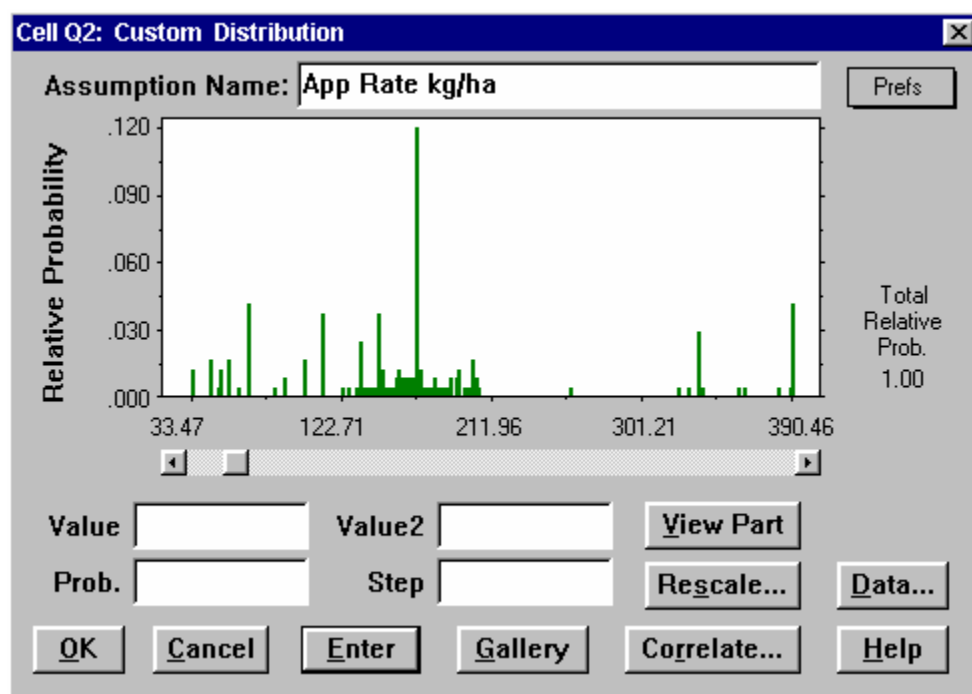 Cell Q2: Custom Distribution
Assumption Name: App Rate kg/ha
Prefs
Relative Probability
.120
.090
.060
.030
.000
33.47 122.71 211.96 301.21 390.46
Total
Relative
Prob.
1.00
Value Value2 View Part
Prob. Step Rescale... Data...
OK Cancel Enter Gallery Correlate... Help